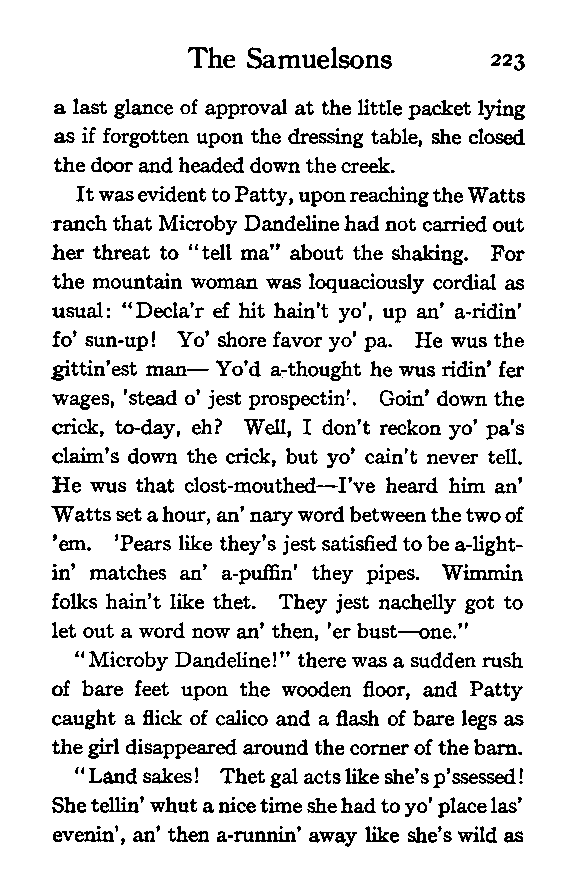 The Samuelsons 223
a last glance of approval at the little packet lying
as if forgotten upon the dressing table, she closed
the door and headed down the creek.
It was evident to Patty, upon reaching the Watts
ranch that Microby Dandeline had not carried out
her threat to "tell ma" about the shaking. For
the mountain woman was loquaciously cordial as
usual: "Decla'r ef hit hain't yo', up an' a-ridin'
fo' sun-up! Yo' shore favor yo' pa. He wus the
gittin'est man— Yo'd a-thought he wus ridin' fer
wages, 'stead o' jest prospectin'. Goin' down the
crick, to-day, eh? Well, I don't reckon yo' pa's
claim's down the crick, but yo' cain't never tell.
He wus that clost-mouthed—I've heard him an'
Watts set a hour, an' nary word between the two of
'em. 'Pears like they's jest satisfied to be a-light-
in' matches an' a-puffin' they pipes. Wimmin
folks hain't like thet. They jest nachelly got to
let out a word now an' then, 'er bust—one."
"Microby Dandeline!" there was a sudden rush
of bare feet upon the wooden floor, and Patty
caught a flick of calico and a flash of bare legs as
the girl disappeared around the corner of the barn.
"Land sakes! Thet gal acts like she's p'ssessed!
She tellin' whut a nice time she had to yo' place las'
evenin', an' then a-runnin' away like she's wild as